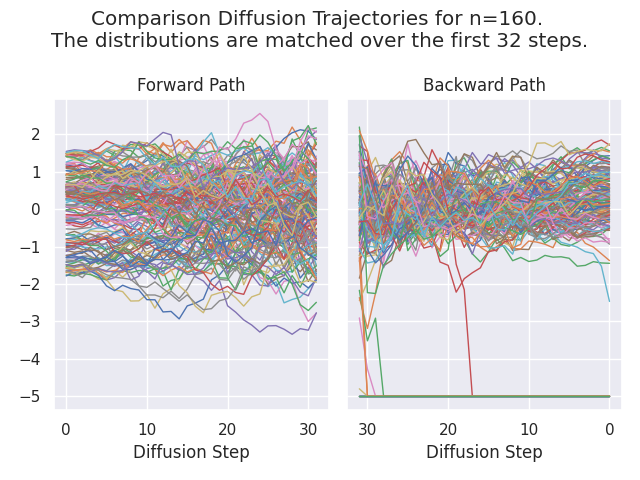 Comparison Diffusion Trajectories for n=160.
The distributions are matched over the first 32 steps.
Forward Path
Backward Path
2
1
0
−1
−2
−3
−4
−5
0 10 20 30
30 20 10 0
Diffusion Step
Diffusion Step